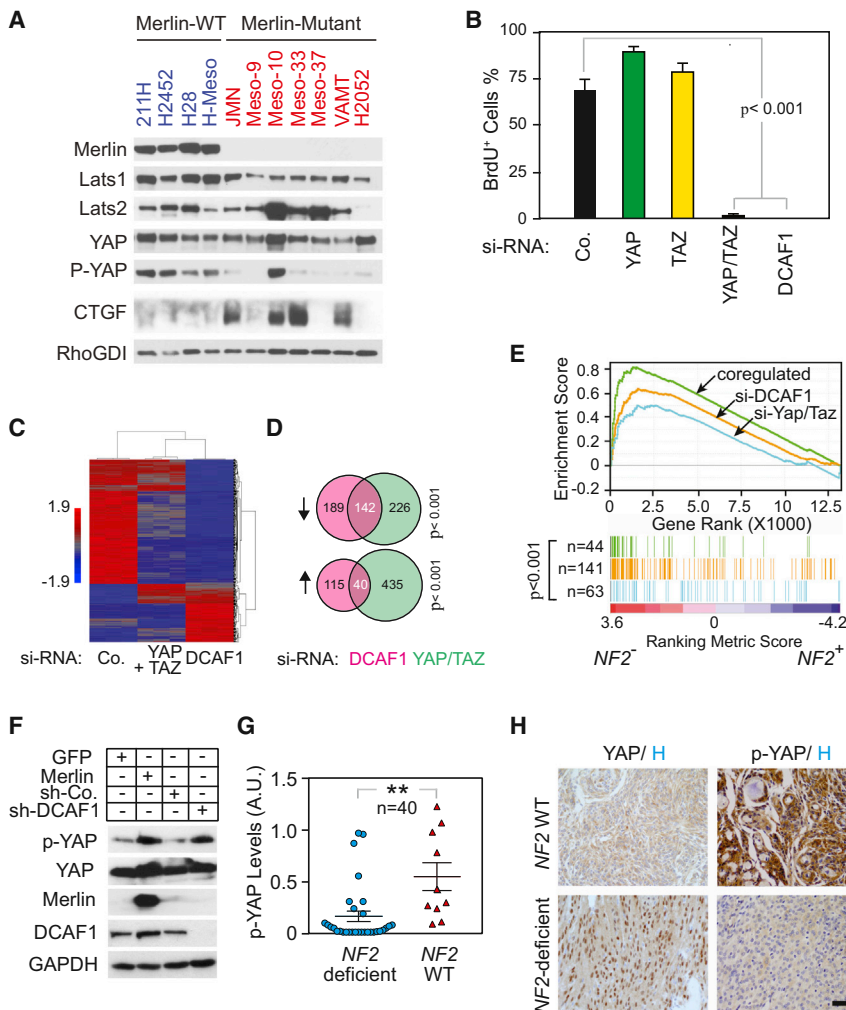 A
Merlin-WT Merlin-Mutant
211H H2452 H28 H-Meso JMN Meso-9 Meso-10 Meso-33 Meso-37 VAMT H2052
Merlin
Lats1
Lats2
YAP
P-YAP
CTGF
RhoGDI
B
BrdU+ Cells %
100
75
50
25
0
p< 0.001
si-RNA: Co. YAP TAZ YAP/TAZ DCAF1
C
1.9
-1.9
si-RNA: Co. YAP + TAZ DCAF1
D
189 142 226 p< 0.001
115 40 435 p< 0.001
si-RNA: DCAF1 YAP/TAZ
E
Enrichment Score
0.8
0.6
0.4
0.2
0
-0.2
coregulated
si-DCAF1
si-Yap/Taz
0 2.5 5.0 7.5 10 12.5
Gene Rank (X1000)
p<0.001
n=44
n=141
n=63
3.6 0 -4.2
Ranking Metric Score
NF2- NF2+
F
GFP + - - -
Merlin - + - -
sh-Co. - - + -
sh-DCAF1 - - - +
p-YAP
YAP
Merlin
DCAF1
GAPDH
G
p-YAP Levels (A.U.)
1.5
1.0
0.5
0
**
n=40
NF2 deficient
NF2 WT
H
YAP/ H p-YAP/ H
NF2 WT
NF2-deficient